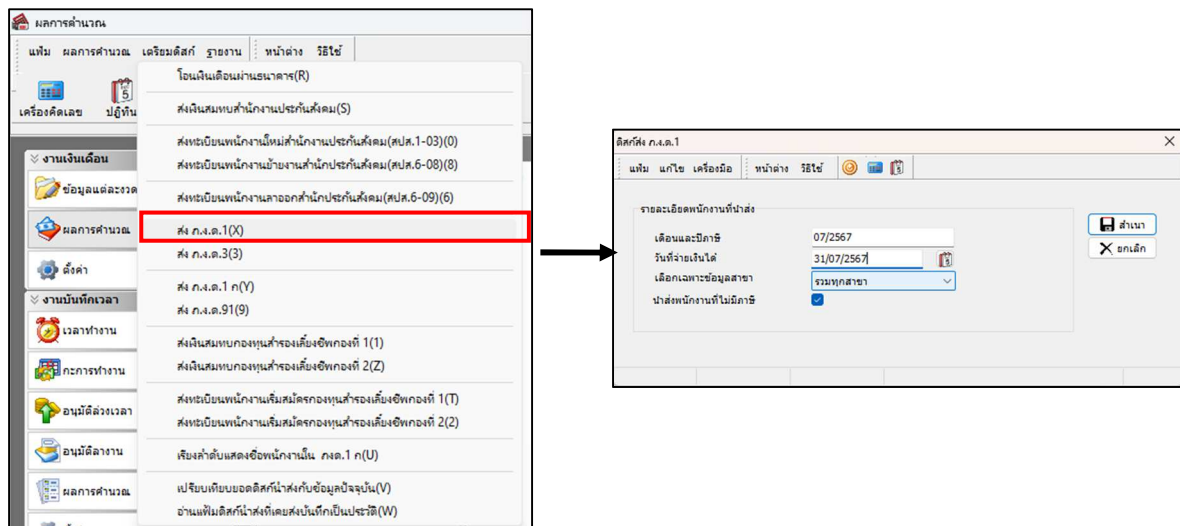 ผลการคำนวณ
แฟ้ม ผลการคำนวณ เตรียมดิสก์ รายงาน หน้าต่าง วิธีใช้
เครื่องคิดเลข ปฏิทิน
งานเงินเดือน
ข้อมูลแต่ละงวด
ผลการคำนวณ
ตั้งค่า
งานบันทึกเวลา
เวลาทำงาน
กะการทำงาน
อนุมัติล่วงเวลา
อนุมัติลางาน
ผลการคำนวณ
โอนเงินเดือนผ่านธนาคาร(R)
ส่งเงินสมทบสำนักงานประกันสังคม(S)
ส่งทะเบียนพนักงานใหม่สำนักงานประกันสังคม(สปส.1-03)(0)
ส่งทะเบียนพนักงานย้ายงานสำนักประกันสังคม(สปส.6-08)(8)
ส่งทะเบียนพนักงานลาออกสำนักประกันสังคม(สปส.6-09)(6)
ส่ง ภ.ง.ด.1(X)
ส่ง ภ.ง.ด.3(3)
ส่ง ภ.ง.ด.1 ก(Y)
ส่ง ภ.ง.ด.91(9)
ส่งเงินสมทบกองทุนสำรองเลี้ยงชีพกองที่ 1(1)
ส่งเงินสมทบกองทุนสำรองเลี้ยงชีพกองที่ 2(Z)
ส่งทะเบียนพนักงานเริ่มสมัครกองทุนสำรองเลี้ยงชีพกองที่ 1(T)
ส่งทะเบียนพนักงานเริ่มสมัครกองทุนสำรองเลี้ยงชีพกองที่ 2(2)
เรียงลำดับแสดงชื่อพนักงานใน ภงด.1 ก(U)
เปรียบเทียบยอดดิสก์นำส่งกับข้อมูลปัจจุบัน(V)
อ่านแฟ้มดิสก์นำส่งที่เคยส่งบันทึกเป็นประวัติ(W)
ดิสก์ส่ง ภ.ง.ด.1
แฟ้ม แก้ไข เครื่องมือ หน้าต่าง วิธีใช้
รายละเอียดพนักงานที่นำส่ง
เดือนและปีภาษี 07/2567
วันที่จ่ายเงินได้ 31/07/2567
เลือกเฉพาะข้อมูลสาขา รวมทุกสาขา
นำส่งพนักงานที่ไม่มีภาษี
สำเนา
ยกเลิก